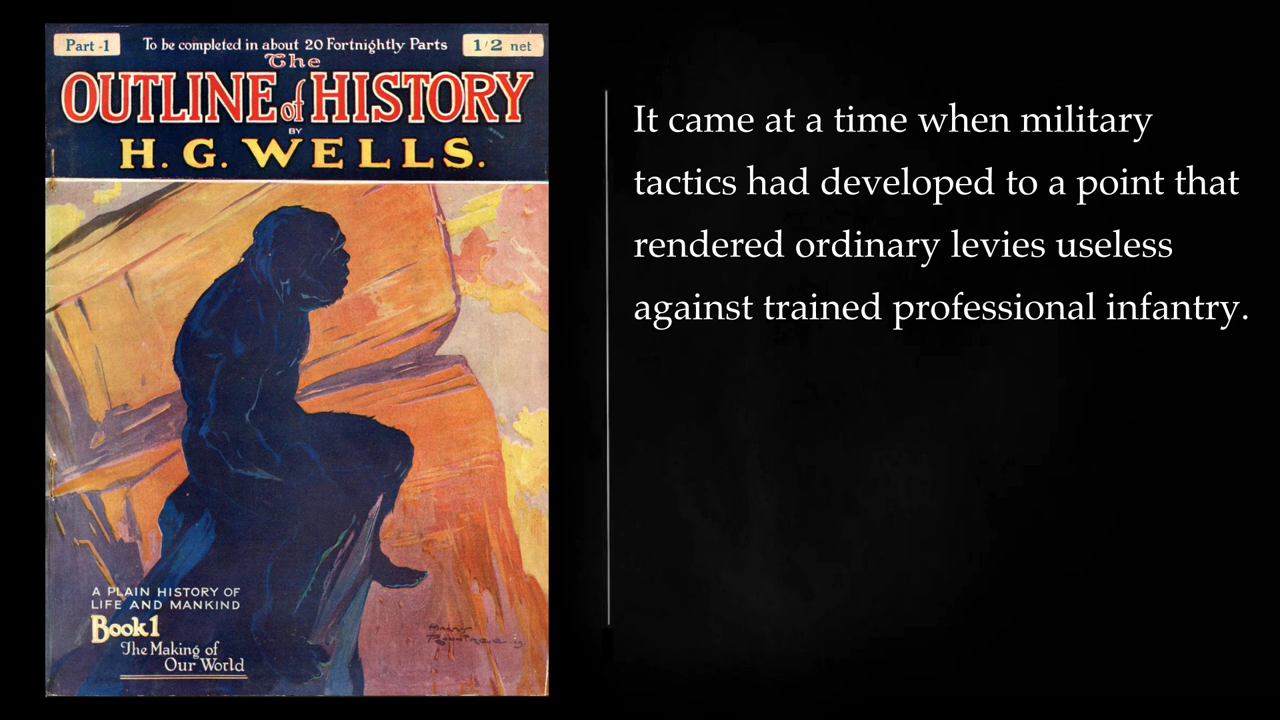 Part -1
To be completed in about 20 Fortnightly Parts
1/2 net
The
OUTLINE of HISTORY
BY
H. G. WELLS.
A PLAIN HISTORY OF
LIFE AND MANKIND
Book 1
The Making of
Our World
It came at a time when military
tactics had developed to a point that
rendered ordinary levies useless
against trained professional infantry.